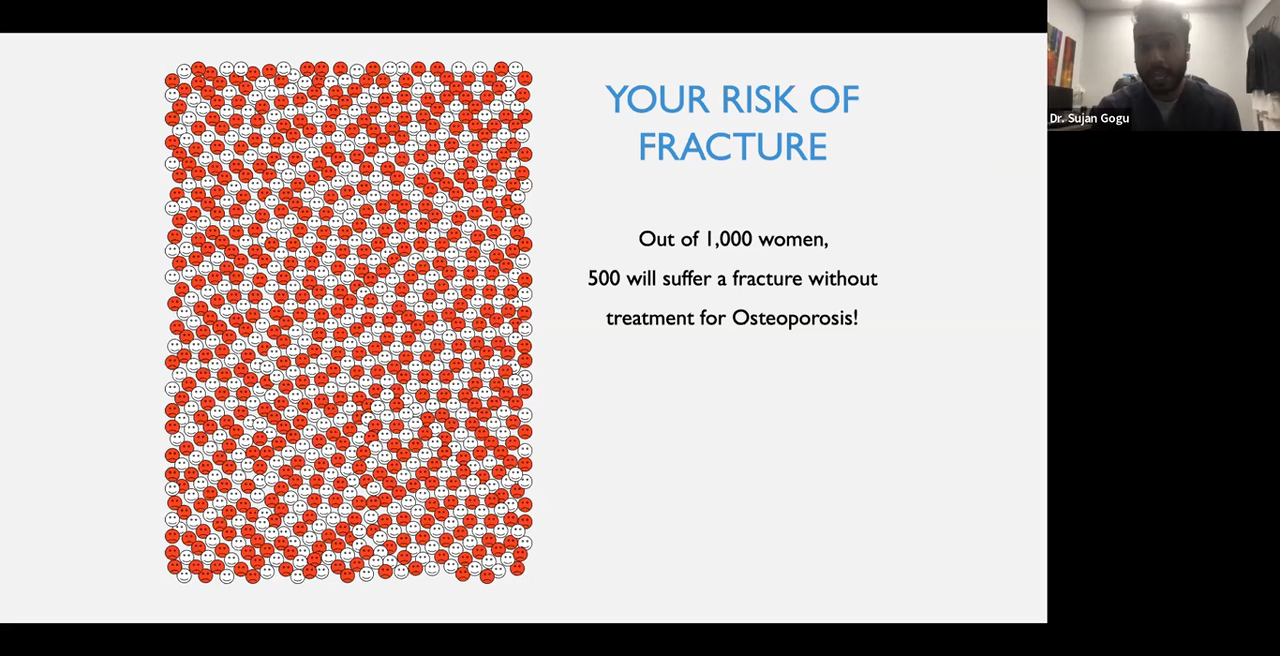 YOUR RISK OF
FRACTURE
Out of 1,000 women,
500 will suffer a fracture without
treatment for Osteoporosis!
Dr. Sujan Gogu